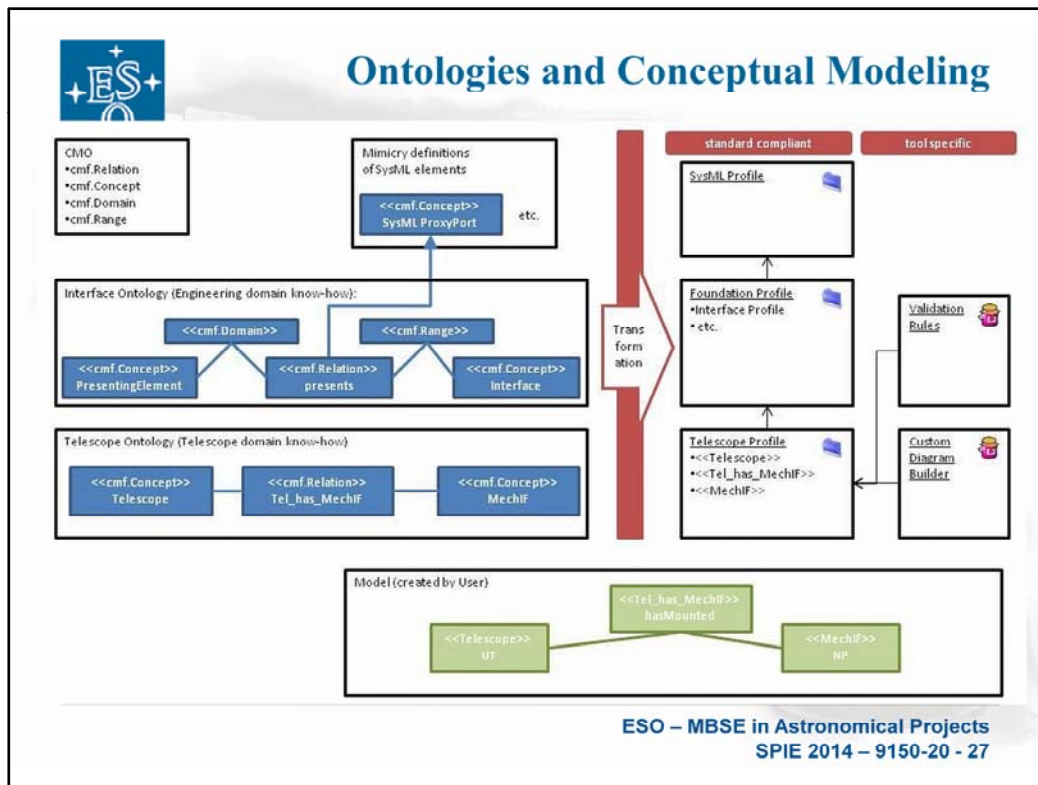 ES
O
Ontologies and Conceptual Modeling
CMO
•cmf.Relation
•cmf.Concept
•cmf.Domain
•cmf.Range
Mimicry definitions
of SysML elements
<<cmf.Concept>>
SysML ProxyPort
etc.
Interface Ontology (Engineering domain know-how):
<<cmf.Domain>>
<<cmf.Range>>
<<cmf.Concept>>
PresentingElement
<<cmf.Relation>>
presents
<<cmf.Concept>>
Interface
Telescope Ontology (Telescope domain know-how)
<<cmf.Concept>>
Telescope
<<cmf.Relation>>
Tel_has_MechIF
<<cmf.Concept>>
MechIF
Trans
form
ation
standard compliant
tool specific
SysML Profile
Foundation Profile
•Interface Profile
• etc.
Validation
Rules
Telescope Profile
•<<Telescope>>
•<<Tel_has_MechIF>>
•<<MechIF>>
Custom
Diagram
Builder
Model (created by User)
<<Tel_has_MechIF>>
hasMounted
<<Telescope>>
UT
<<MechIF>>
NP
ESO – MBSE in Astronomical Projects
SPIE 2014 – 9150-20 - 27